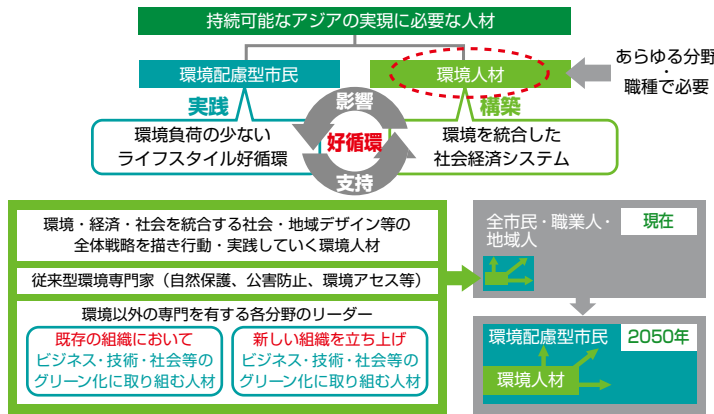 持続可能なアジアの実現に必要な人材
環境配慮型市民
環境人材
あらゆる分野
・
職種で必要
実践
影響
構築
環境負荷の少ない
ライフスタイル好循環
好循環
環境を統合した
社会経済システム
支持
環境・経済・社会を統合する社会・地域デザイン等の
全体戦略を描き行動・実践していく環境人材
従来型環境専門家（自然保護、公害防止、環境アセス等）
環境以外の専門を有する各分野のリーダー
既存の組織において
ビジネス・技術・社会等の
グリーン化に取り組む人材
新しい組織を立ち上げ
ビジネス・技術・社会等の
グリーン化に取り組む人材
全市民・職業人・
地域人
現在
環境配慮型市民
2050年
環境人材